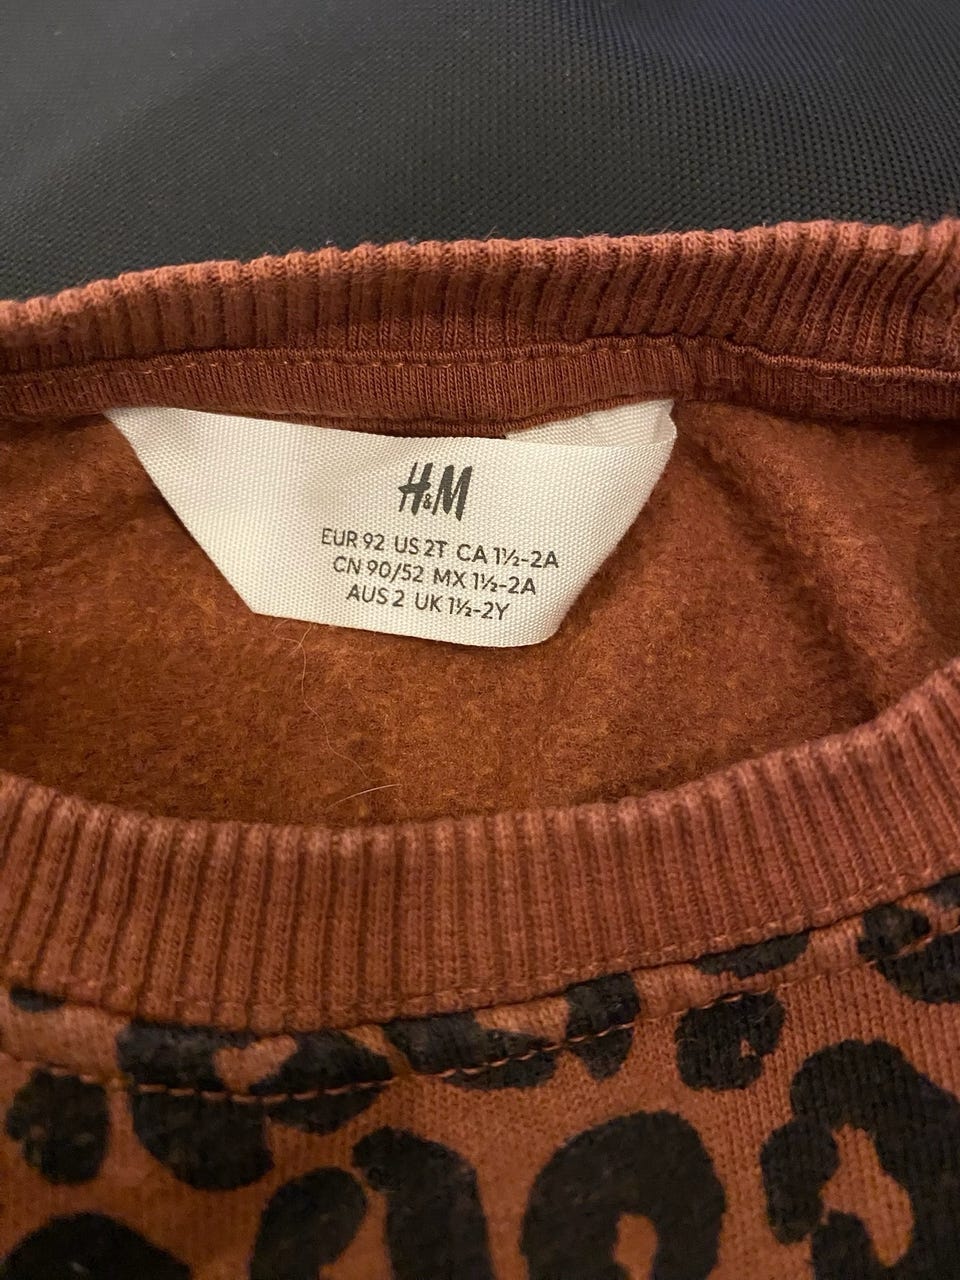 H&M
EUR 92 US 2T CA 1½-2A
CN 90/52 MX 1½-2A
AUS 2 UK 1½-2Y